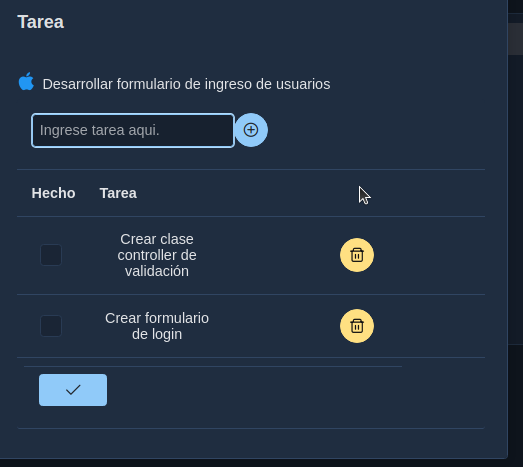 Tarea
Desarrollar formulario de ingreso de usuarios
Ingrese tarea aqui.
Hecho Tarea
Crear clase
controller de
validación
Crear formulario
de login